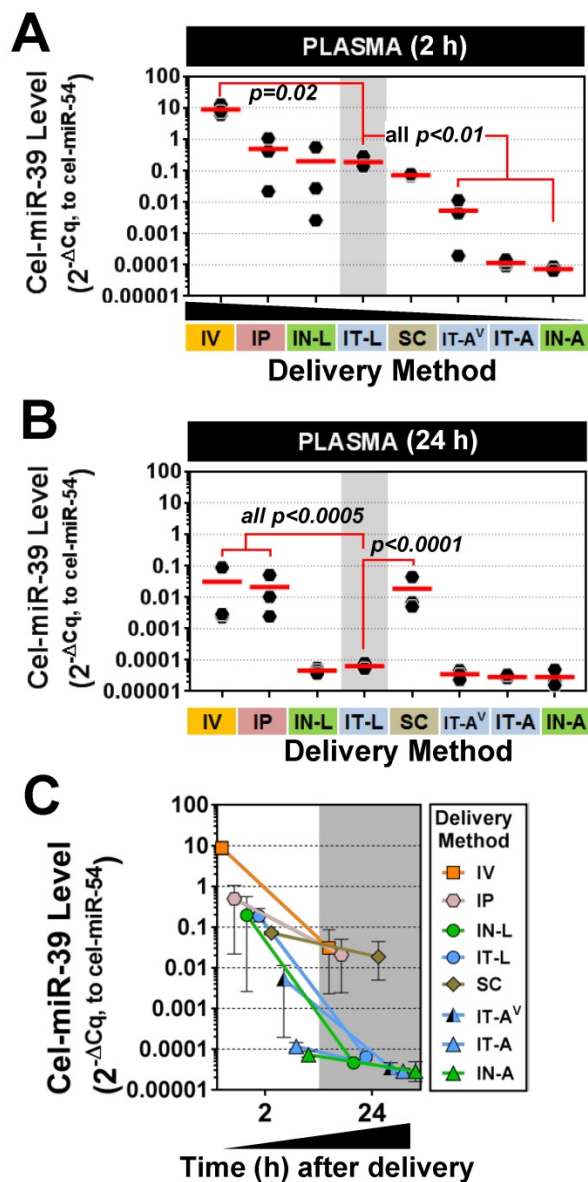 A
PLASMA (2 h)
Cel-miR-39 Level
(2^-ΔCq, to cel-miR-54)
100
10
1
0.1
0.01
0.0001
0.0001
0.00001
p=0.02
all p<0.01
IV IP IN-L IT-L SC IT-A^V IT-A IN-A
Delivery Method
B
PLASMA (24 h)
Cel-miR-39 Level
(2^-ΔCq, to cel-miR-54)
100
10
1
0.1
0.01
0.0001
0.0001
0.00001
all p<0.0005
p<0.0001
IV IP IN-L IT-L SC IT-A^V IT-A IN-A
Delivery Method
C
Cel-miR-39 Level
(2^-ΔCq, to cel-miR-54)
100
10
1
0.1
0.01
0.0001
0.0001
0.00001
2 24
Time (h) after delivery
Delivery
Method
IV
IP
IN-L
IT-L
SC
IT-A^V
IT-A
IN-A